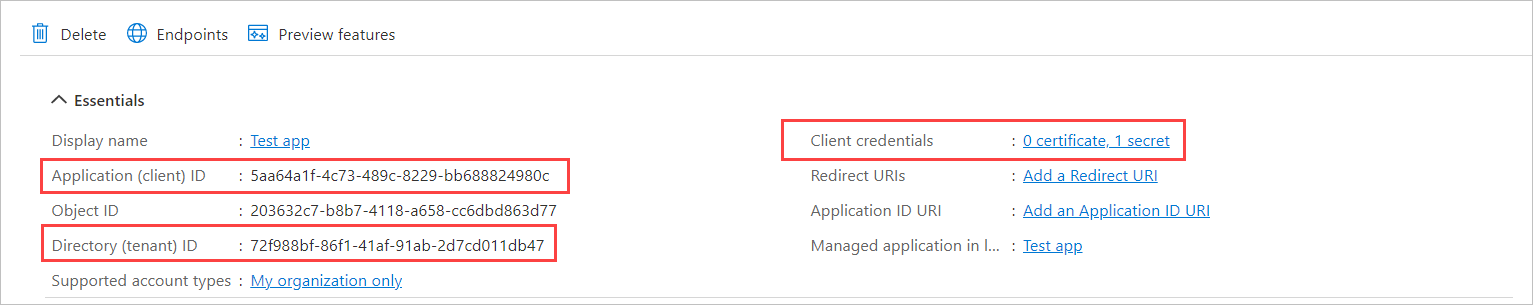 Delete Endpoints Preview features
Essentials
Display name : Test app
Application (client) ID : 5aa64a1f-4c73-489c-8229-bb688824980c
Object ID : 203632c7-b8b7-4118-a658-cc6dbd863d77
Directory (tenant) ID : 72f988bf-86f1-41af-91ab-2d7cd011db47
Supported account types : My organization only
Client credentials : 0 certificate, 1 secret
Redirect URIs : Add a Redirect URI
Application ID URI : Add an Application ID URI
Managed application in l... : Test app